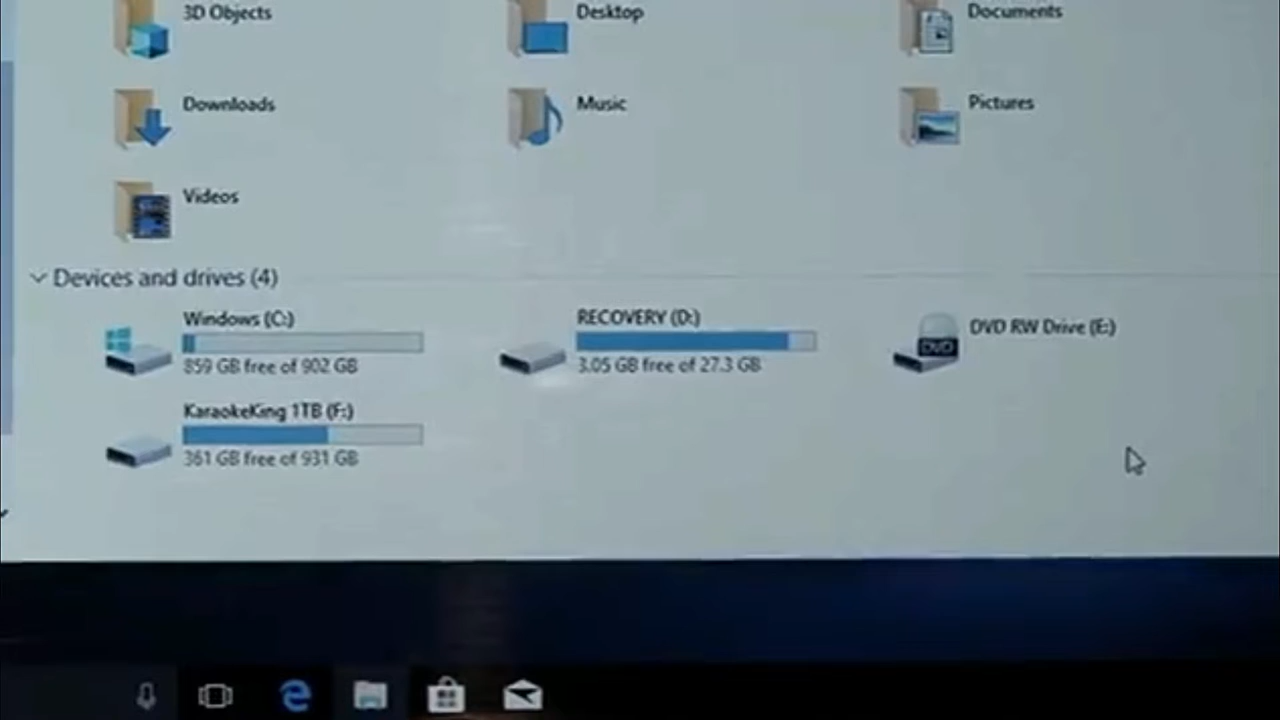 3D Objects
Desktop
Documents
Downloads
Music
Pictures
Videos
Devices and drives (4)
Windows (C:)
859 GB free of 902 GB
RECOVERY (D:)
3.05 GB free of 27.3 GB
DVD
DVD RW Drive (E:)
KaraokeKing 1TB (F:)
361 GB free of 931 GB